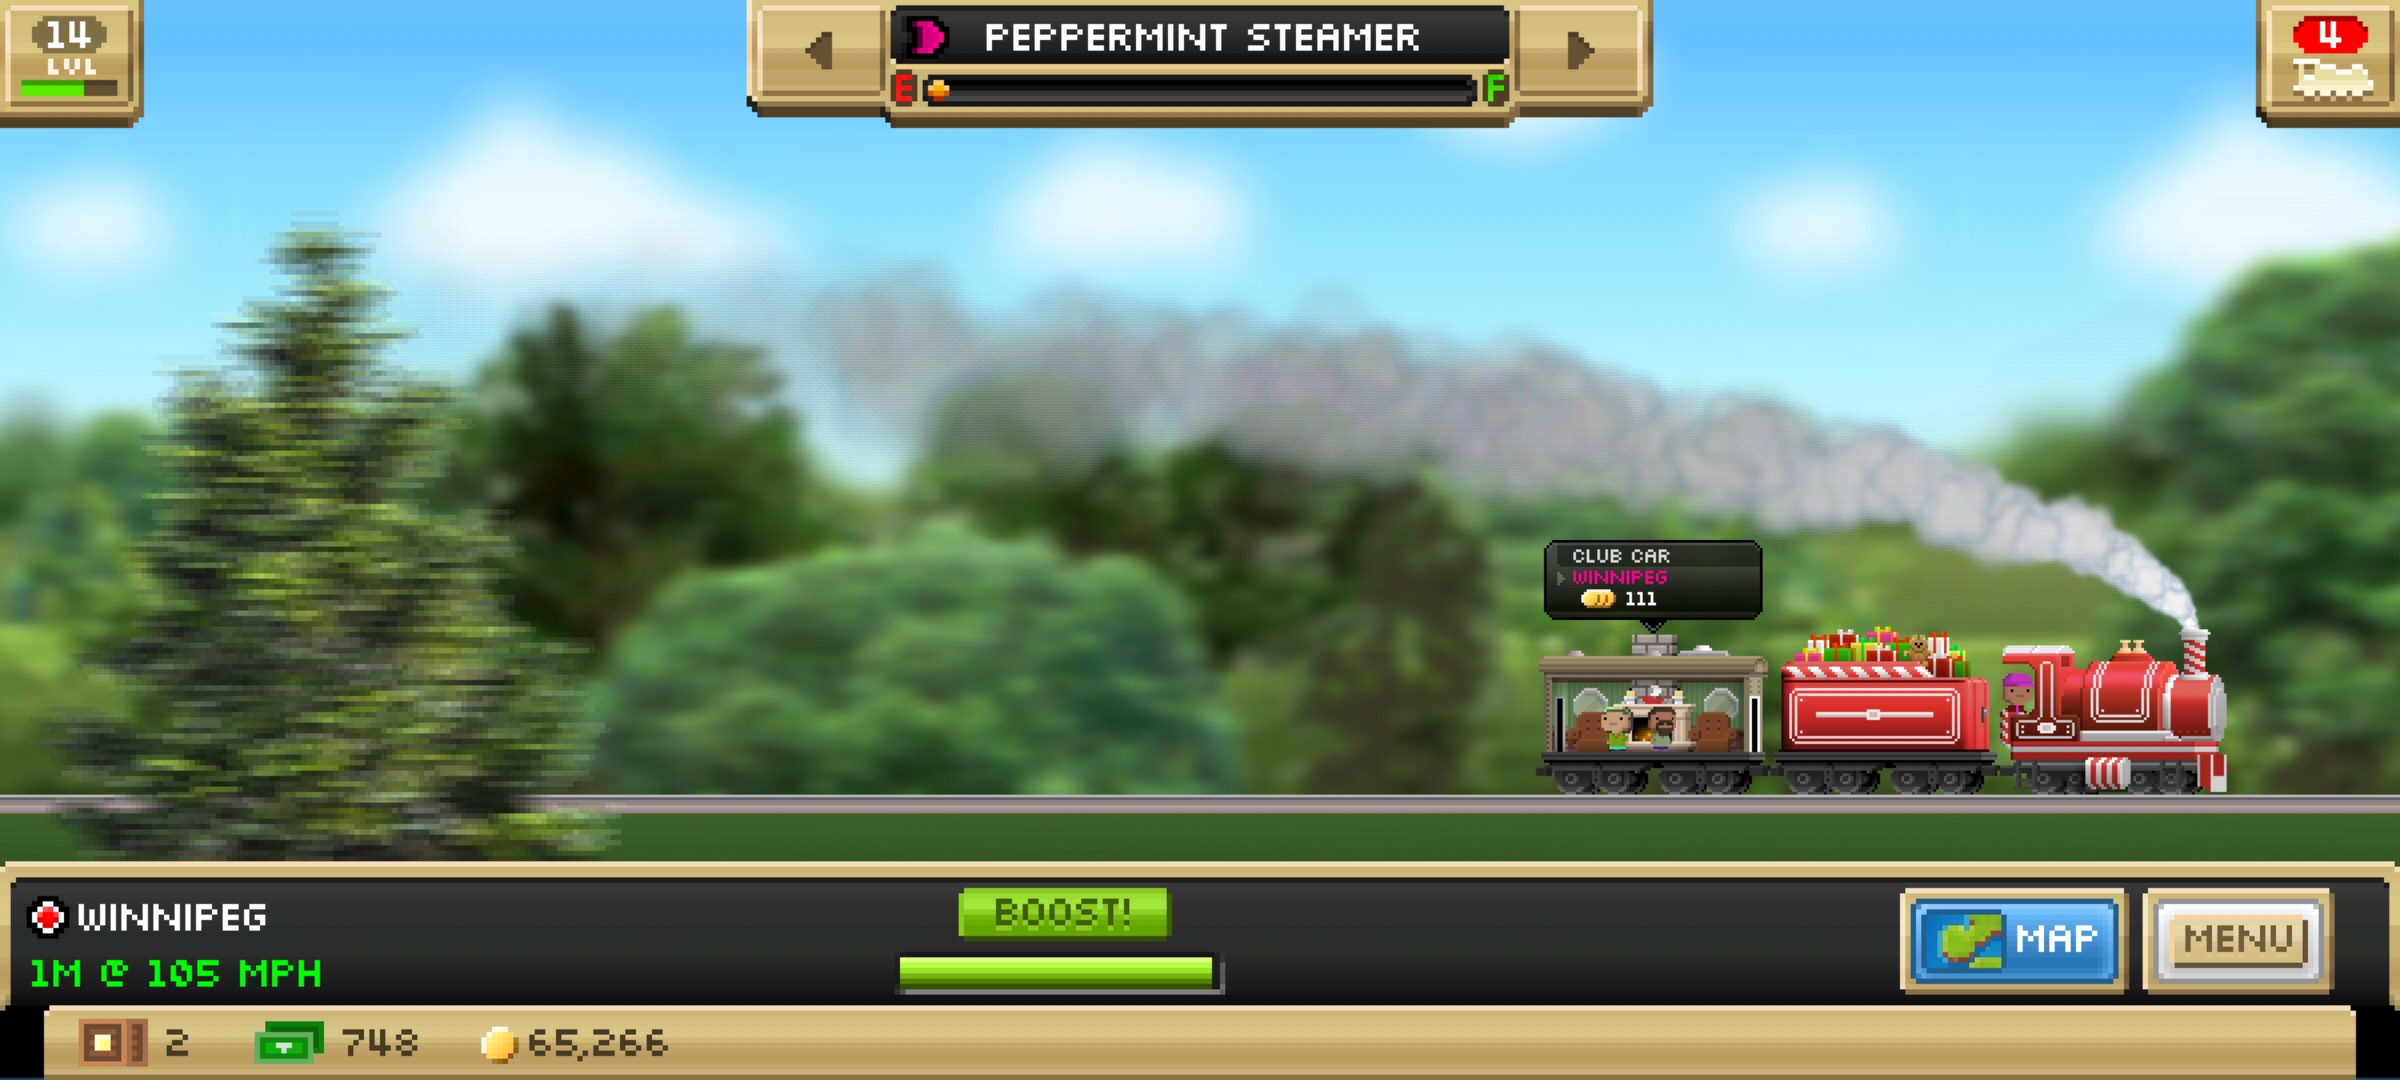 14
LVL
PEPPERMINT STEAMER
E F
4
CLUB CAR
WINNIPEG
111
WINNIPEG
1M @ 105 MPH
BOOST!
MAP
MENU
2 748 65,266